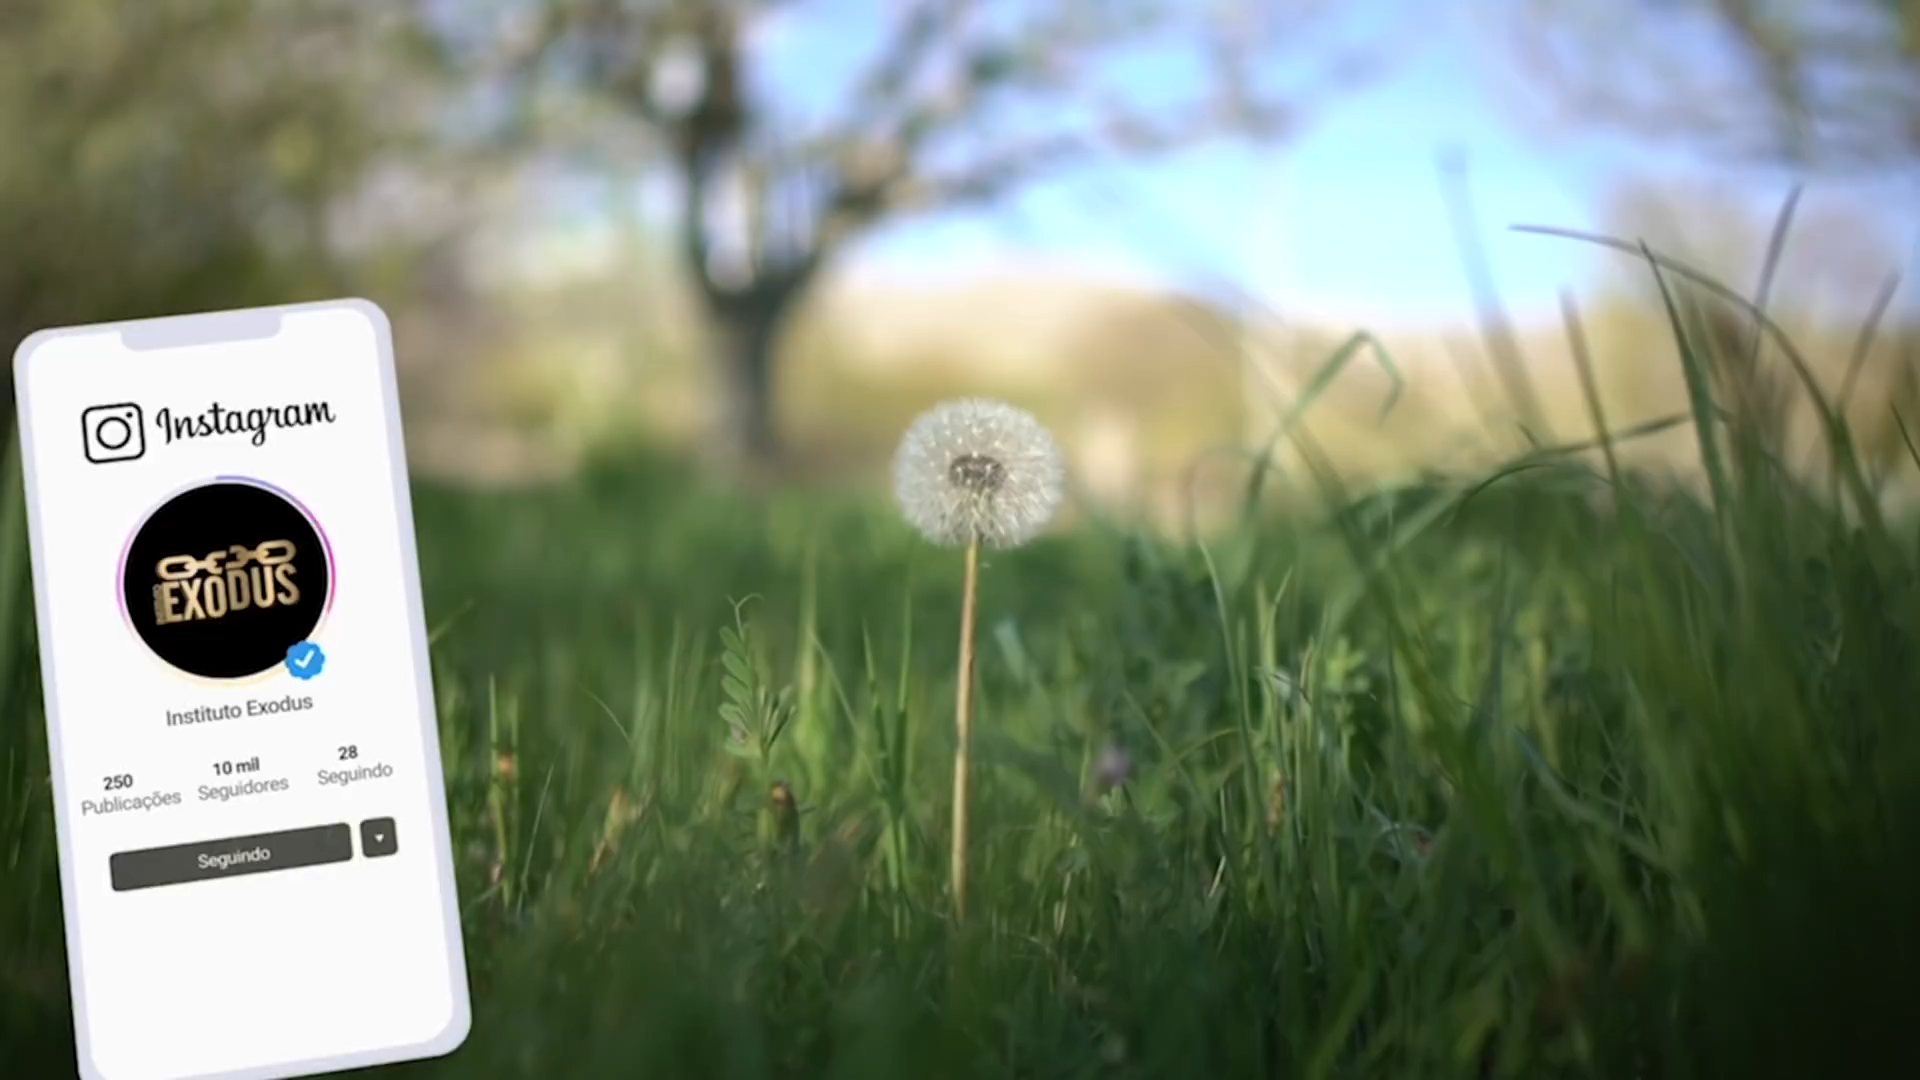 Instagram
EXODUS
Instituto Exodus
250 10 mil 28
Publicações Seguidores Seguindo
Seguindo